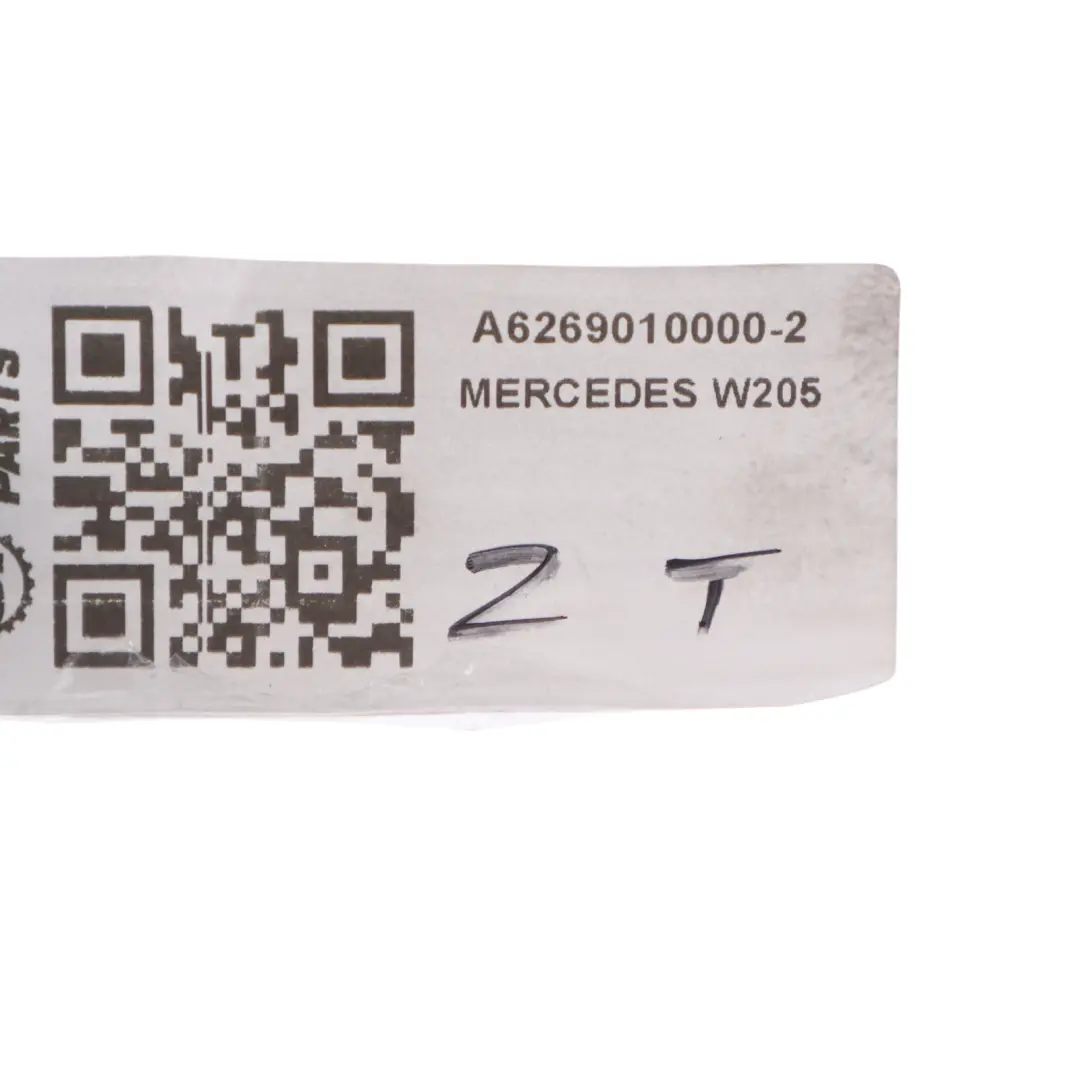 PARTS
A6269010000-2
MERCEDES W205
Z T